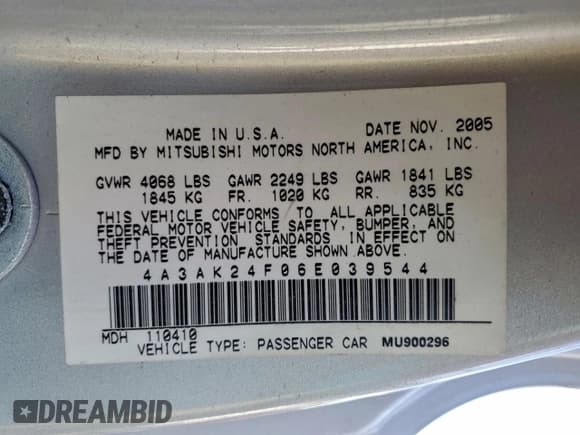 MADE IN U.S.A. DATE NOV. 2005
MFD BY MITSUBISHI MOTORS NORTH AMERICA, INC.
GVWR 4068 LBS GAWR 2249 LBS GAWR 1841 LBS
1845 KG FR. 1020 KG RR. 835 KG
THIS VEHICLE CONFORMS TO ALL APPLICABLE
FEDERAL MOTOR VEHICLE SAFETY, BUMPER, AND
THEFT PREVENTION STANDARDS IN EFFECT ON
THE DATE OF MANUFACTURE SHOWN ABOVE.
4A3AK24F06E039544
MDH 110410
VEHICLE TYPE: PASSENGER CAR MU900296
DREAMBID